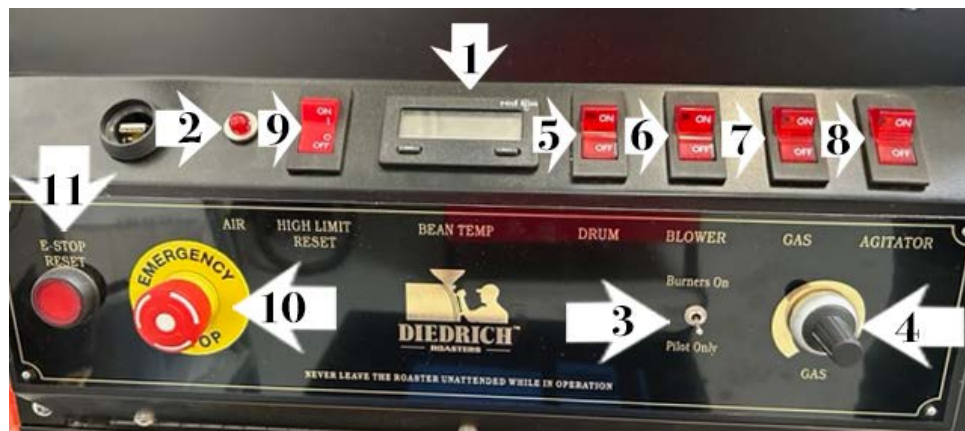 1
red lion
2
9
ON
I
O
OFF
5
ON
OFF
6
ON
OFF
7
ON
OFF
8
ON
OFF
11
AIR
HIGH LIMIT
RESET
BEAN TEMP
DRUM
BLOWER
GAS
AGITATOR
E-STOP
RESET
EMERGENCY
OP
10
DIEDRICH™
ROASTERS
Burners On
3
Pilot Only
4
GAS
NEVER LEAVE THE ROASTER UNATTENDED WHILE IN OPERATION